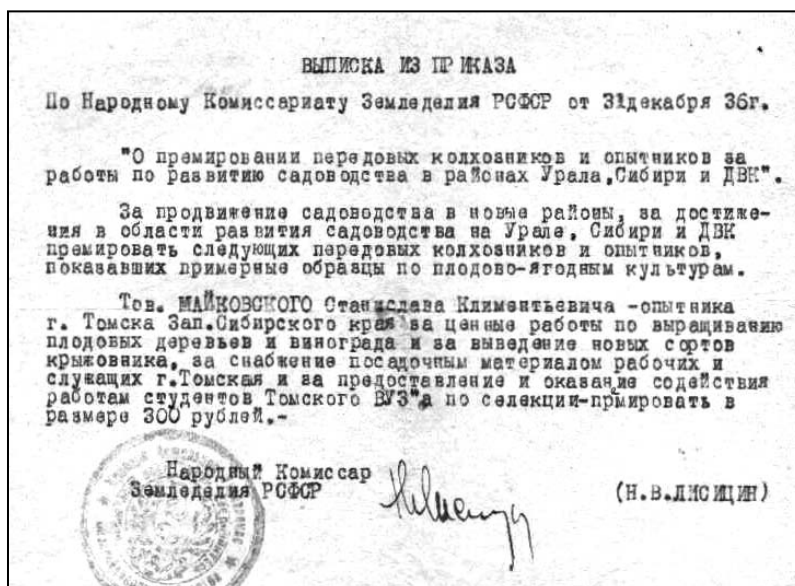 ВЫПИСКА ИЗ ПРИКАЗА
По Народному Комиссариату Земледелия РСФСР от 31декабря 36г.
"О премировании передовых колхозников и опытников за
работы по развитию садоводства в районах Урала,Сибири и ДВК".
За продвижение садоводства в новые районы, за достиже-
ния в области развития садоводства на Урале, Сибири и ДВК
премировать следующих передовых колхозников и опытников,
показавших примерные образцы по плодово-ягодным культурам.
Тов. МАЙКОВСКОГО Станислава Климентьевича -опытника
г. Томска Зап.Сибирского края за ценные работы по выращиванию
плодовых деревьев и винограда и за выведение новых сортов
крыжовника, за снабжение посадочным материалом рабочих и
служащих г.Томская и за предоставление и оказание содействия
работам студентов Томского ВУЗ"а по селекции-прмировать в
размере 300 рублей.-
Народный Комиссар
Земледелия РСФСР (Н.В.ЛИСИЦИН)